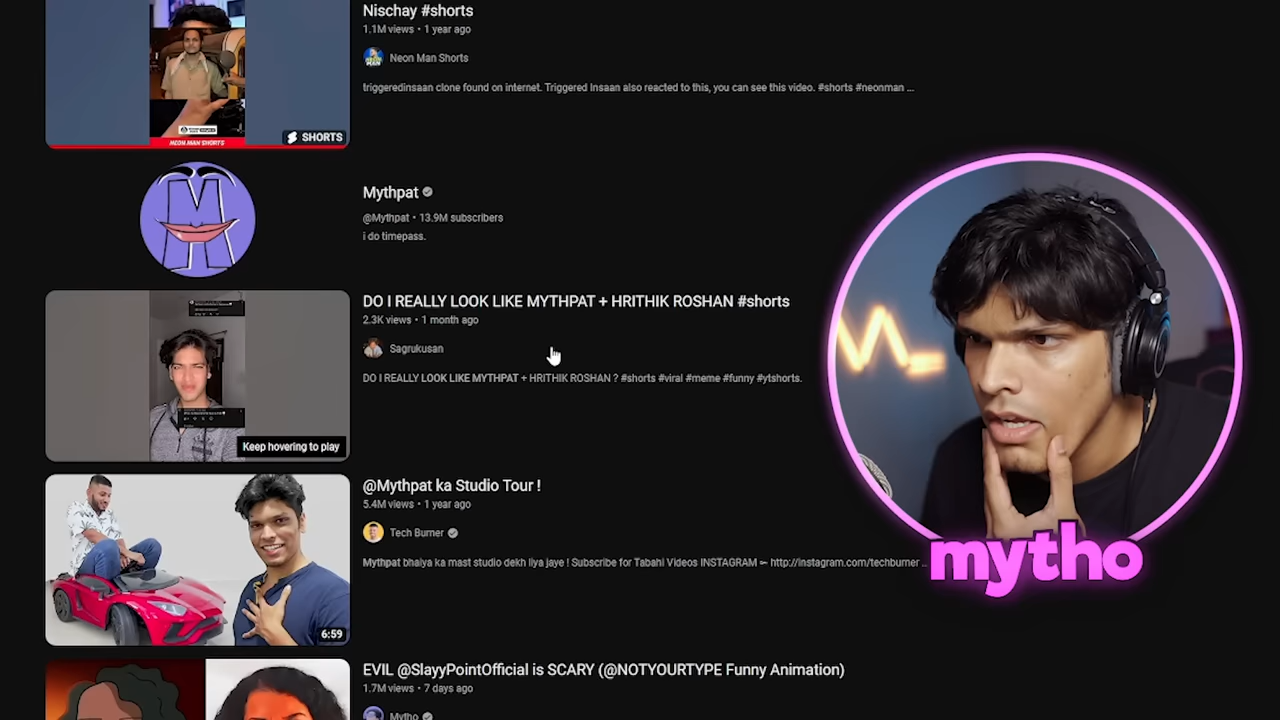 Nischay #shorts
1.1M views • 1 year ago
Neon Man Shorts
triggeredinsaan clone found on internet. Triggered Insaan also reacted to this, you can see this video. #shorts #neonman ...
SHORTS
NEON MAN SHORTS
Mythpat
@Mythpat • 13.9M subscribers
i do timepass.
DO I REALLY LOOK LIKE MYTHPAT + HRITHIK ROSHAN #shorts
2.3K views • 1 month ago
Sagrukusan
DO I REALLY LOOK LIKE MYTHPAT + HRITHIK ROSHAN ? #shorts #viral #meme #funny #ytshorts.
Keep hovering to play
@Mythpat ka Studio Tour !
5.4M views • 1 year ago
Tech Burner
Mythpat bhaiya ka mast studio dekh liya jaye ! Subscribe for Tabahi Videos INSTAGRAM ➳ http://instagram.com/techburner ..
6:59
mytho
EVIL @SlayyPointOfficial is SCARY (@NOTYOURTYPE Funny Animation)
1.7M views • 7 days ago
Mytho